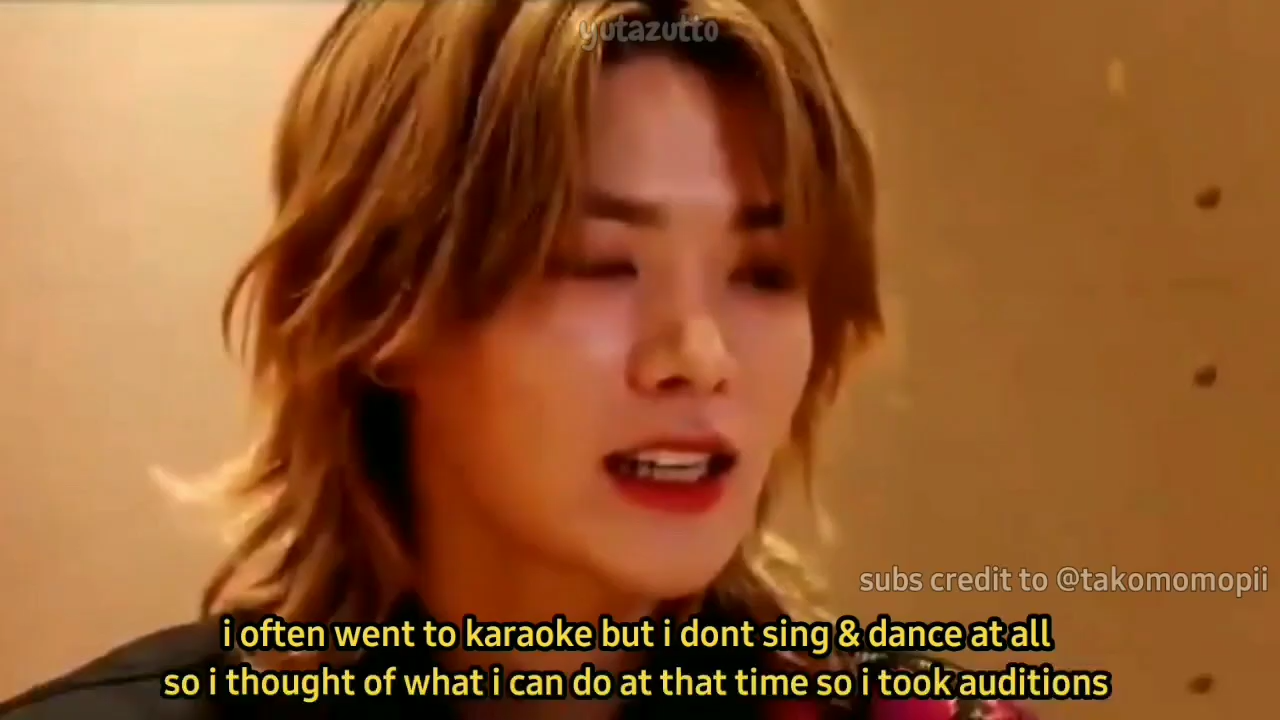 yutazutto
subs credit to @takomomopii
i often went to karaoke but i dont sing & dance at all
so i thought of what i can do at that time so i took auditions